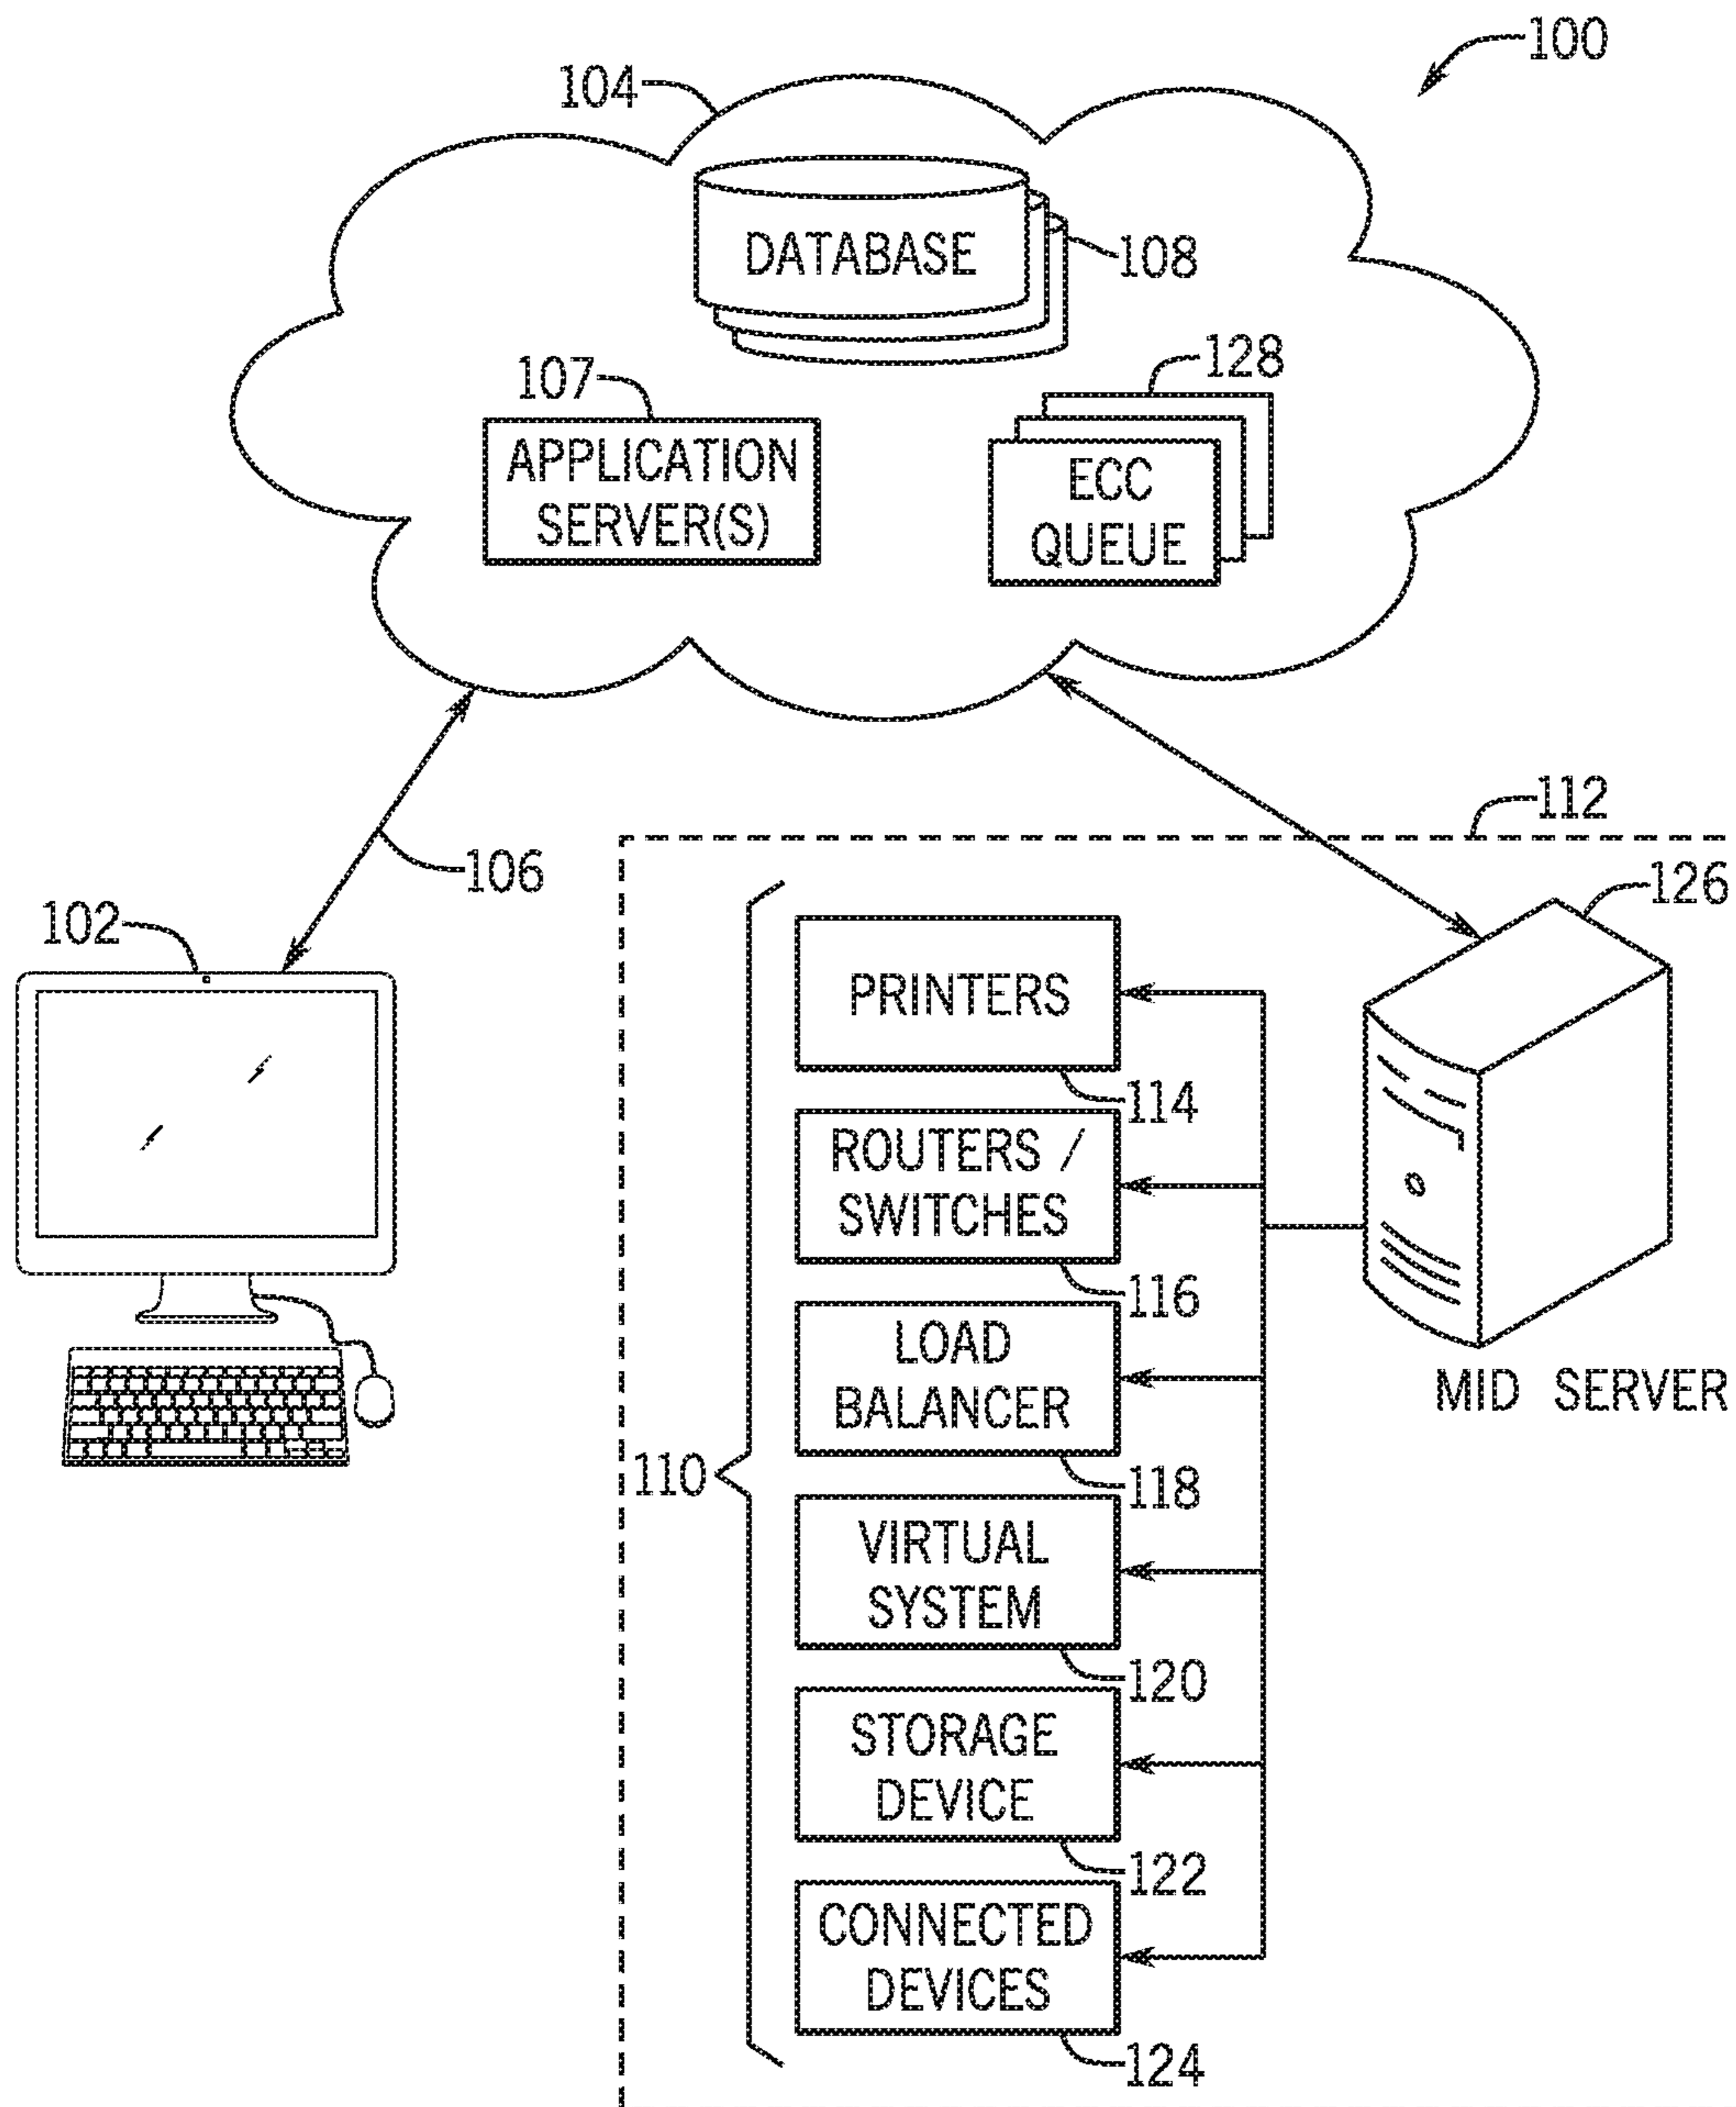 100
104
DATABASE
108
128
107
APPLICATION
SERVER(S)
ECC
QUEUE
112
106
126
102
PRINTERS
114
ROUTERS /
SWITCHES
116
LOAD
BALANCER
MID SERVER
110
118
VIRTUAL
SYSTEM
120
STORAGE
DEVICE
122
CONNECTED
DEVICES
124